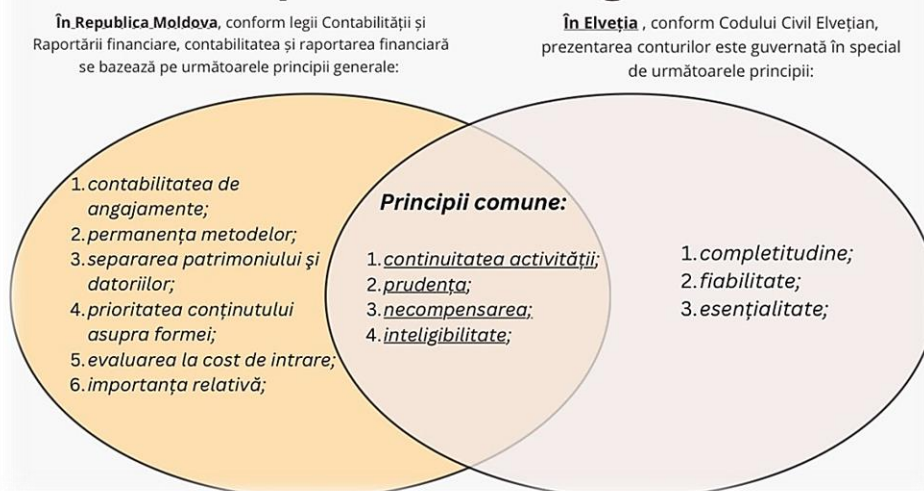 În Republica Moldova, conform legii Contabilității și
Raportării financiare, contabilitatea și raportarea financiară
se bazează pe următoarele principii generale:
În Elveția , conform Codului Civil Elvețian,
prezentarea conturilor este guvernată în special
de următoarele principii:
1. contabilitatea de
angajamente;
2. permanența metodelor;
3. separarea patrimoniului și
datoriilor;
4. prioritatea conținutului
asupra formei;
5. evaluarea la cost de intrare;
6. importanța relativă;
Principii comune:
1. continuitatea activității;
2. prudența;
3. necompensarea;
4. inteligibilitate;
1. completitudine;
2. fiabilitate;
3. esențialitate;